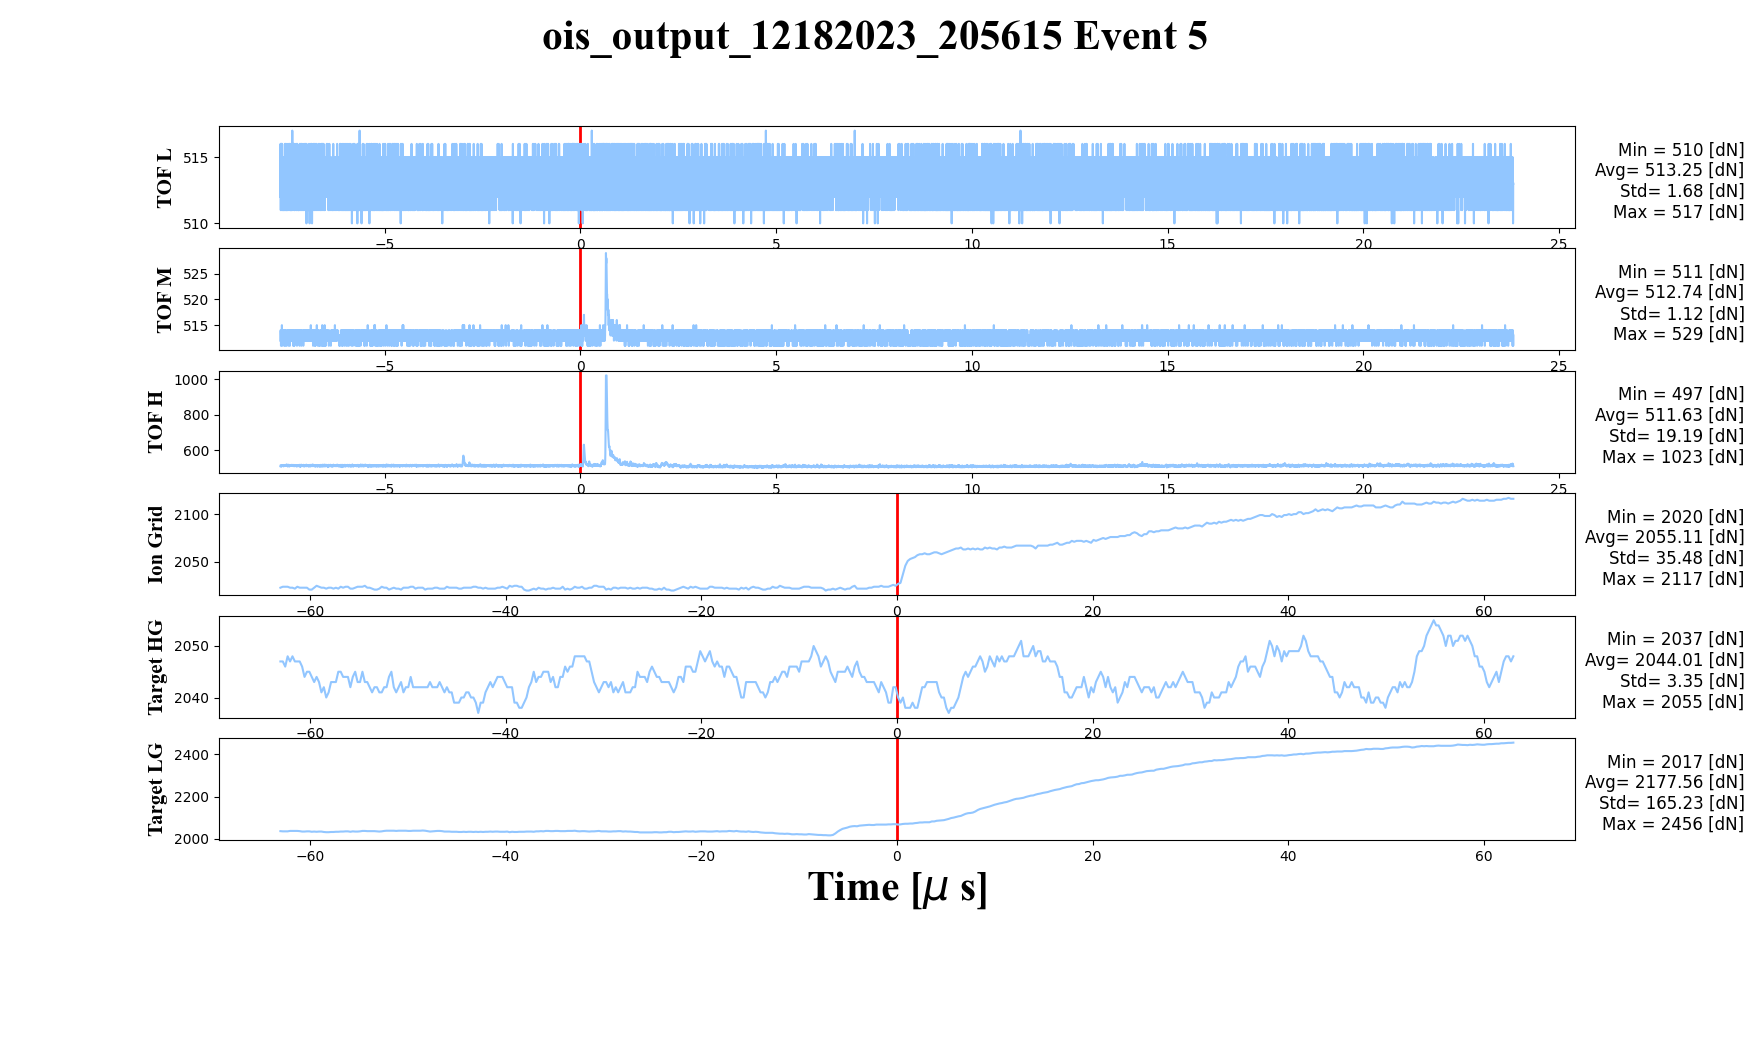 ois_output_12182023_205615 Event 5
TOF L
515
510
−5
0
5
10
15
20
25
Min = 510 [dN]
Avg= 513.25 [dN]
Std= 1.68 [dN]
Max = 517 [dN]
TOF M
525
520
515
−5
0
5
10
15
20
25
Min = 511 [dN]
Avg= 512.74 [dN]
Std= 1.12 [dN]
Max = 529 [dN]
TOF H
1000
800
600
−5
0
5
10
15
20
25
Min = 497 [dN]
Avg= 511.63 [dN]
Std= 19.19 [dN]
Max = 1023 [dN]
Ion Grid
2100
2050
−60
−40
−20
0
20
40
60
Min = 2020 [dN]
Avg= 2055.11 [dN]
Std= 35.48 [dN]
Max = 2117 [dN]
Target HG
2050
2040
−60
−40
−20
0
20
40
60
Min = 2037 [dN]
Avg= 2044.01 [dN]
Std= 3.35 [dN]
Max = 2055 [dN]
Target LG
2400
2200
2000
−60
−40
−20
0
20
40
60
Min = 2017 [dN]
Avg= 2177.56 [dN]
Std= 165.23 [dN]
Max = 2456 [dN]
Time [μ s]